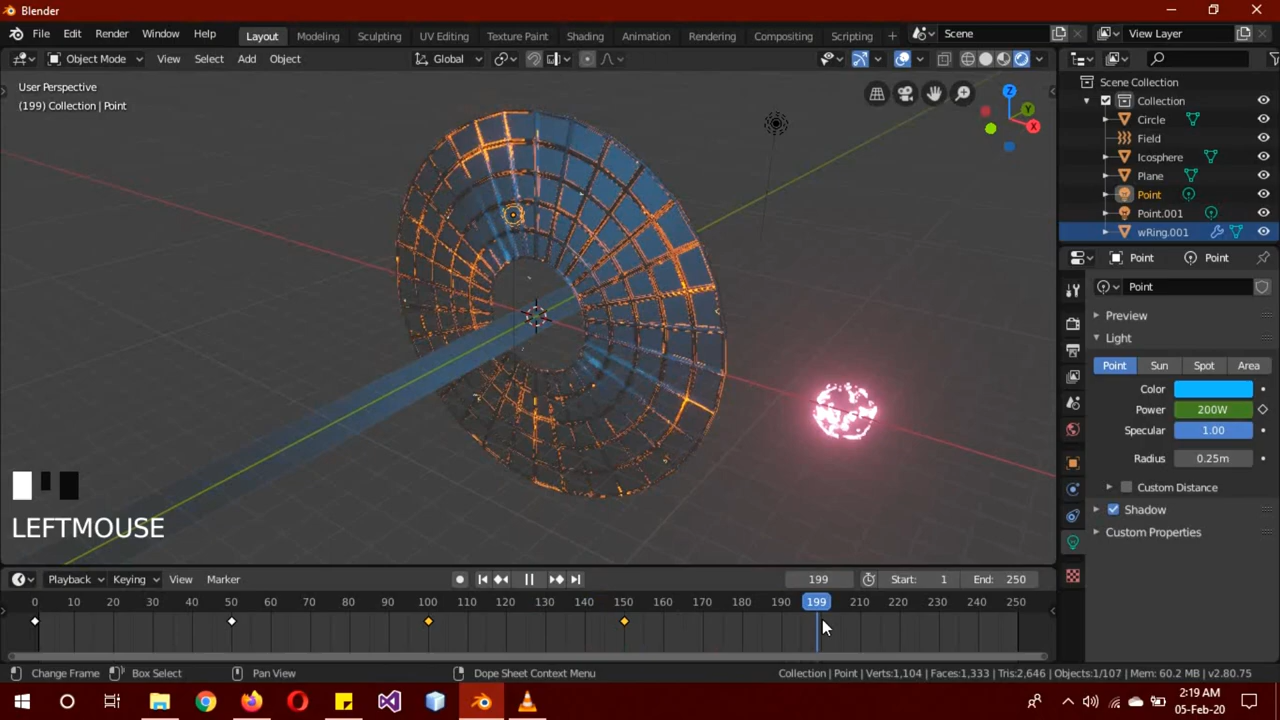 Blender
File Edit Render Window Help
Layout Modeling Sculpting UV Editing Texture Paint Shading Animation Rendering Compositing Scripting + Scene View Layer
Object Mode View Select Add Object Global
User Perspective
(199) Collection | Point
Z
Y
X
Scene Collection
Collection
Circle
Field
Icosphere
Plane
Point
Point.001
wRing.001
Point Point
Point
Preview
Light
Point Sun Spot Area
Color
Power 200W
Specular 1.00
Radius 0.25m
Custom Distance
Shadow
Custom Properties
LEFTMOUSE
Playback Keying View Marker 199 Start: 1 End: 250
0 10 20 30 40 50 60 70 80 90 100 110 120 130 140 150 160 170 180 190 199 210 220 230 240 250
Change Frame Box Select Pan View Dope Sheet Context Menu Collection | Point | Verts:1,104 | Faces:1,333 | Tris:2,646 | Objects:1/107 | Mem: 60.2 MB | v2.80.75
2:19 AM
05-Feb-20